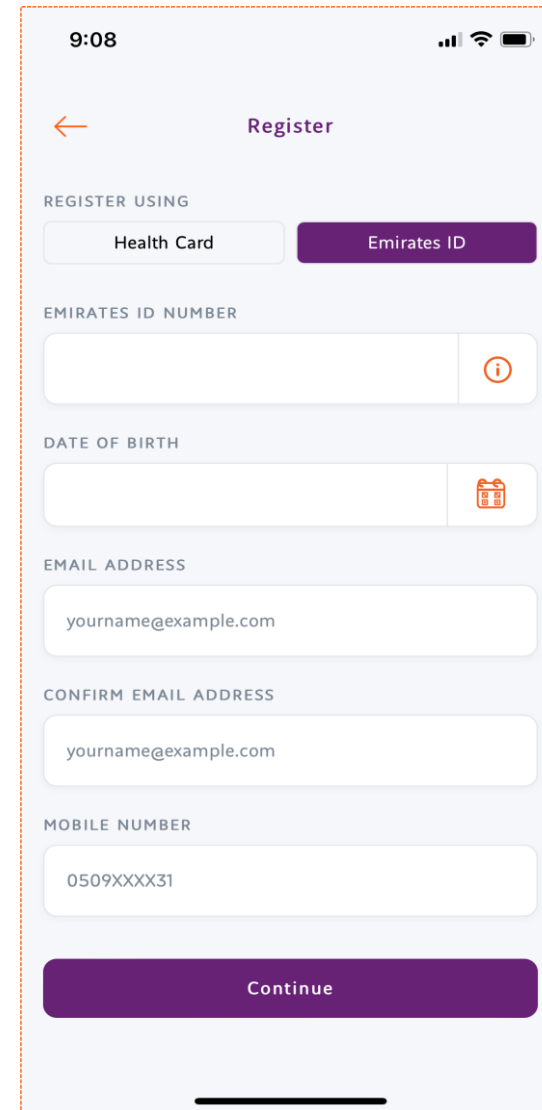 9:08
Register
REGISTER USING
Health Card Emirates ID
EMIRATES ID NUMBER
DATE OF BIRTH
EMAIL ADDRESS
yourname@example.com
CONFIRM EMAIL ADDRESS
yourname@example.com
MOBILE NUMBER
0509XXXX31
Continue